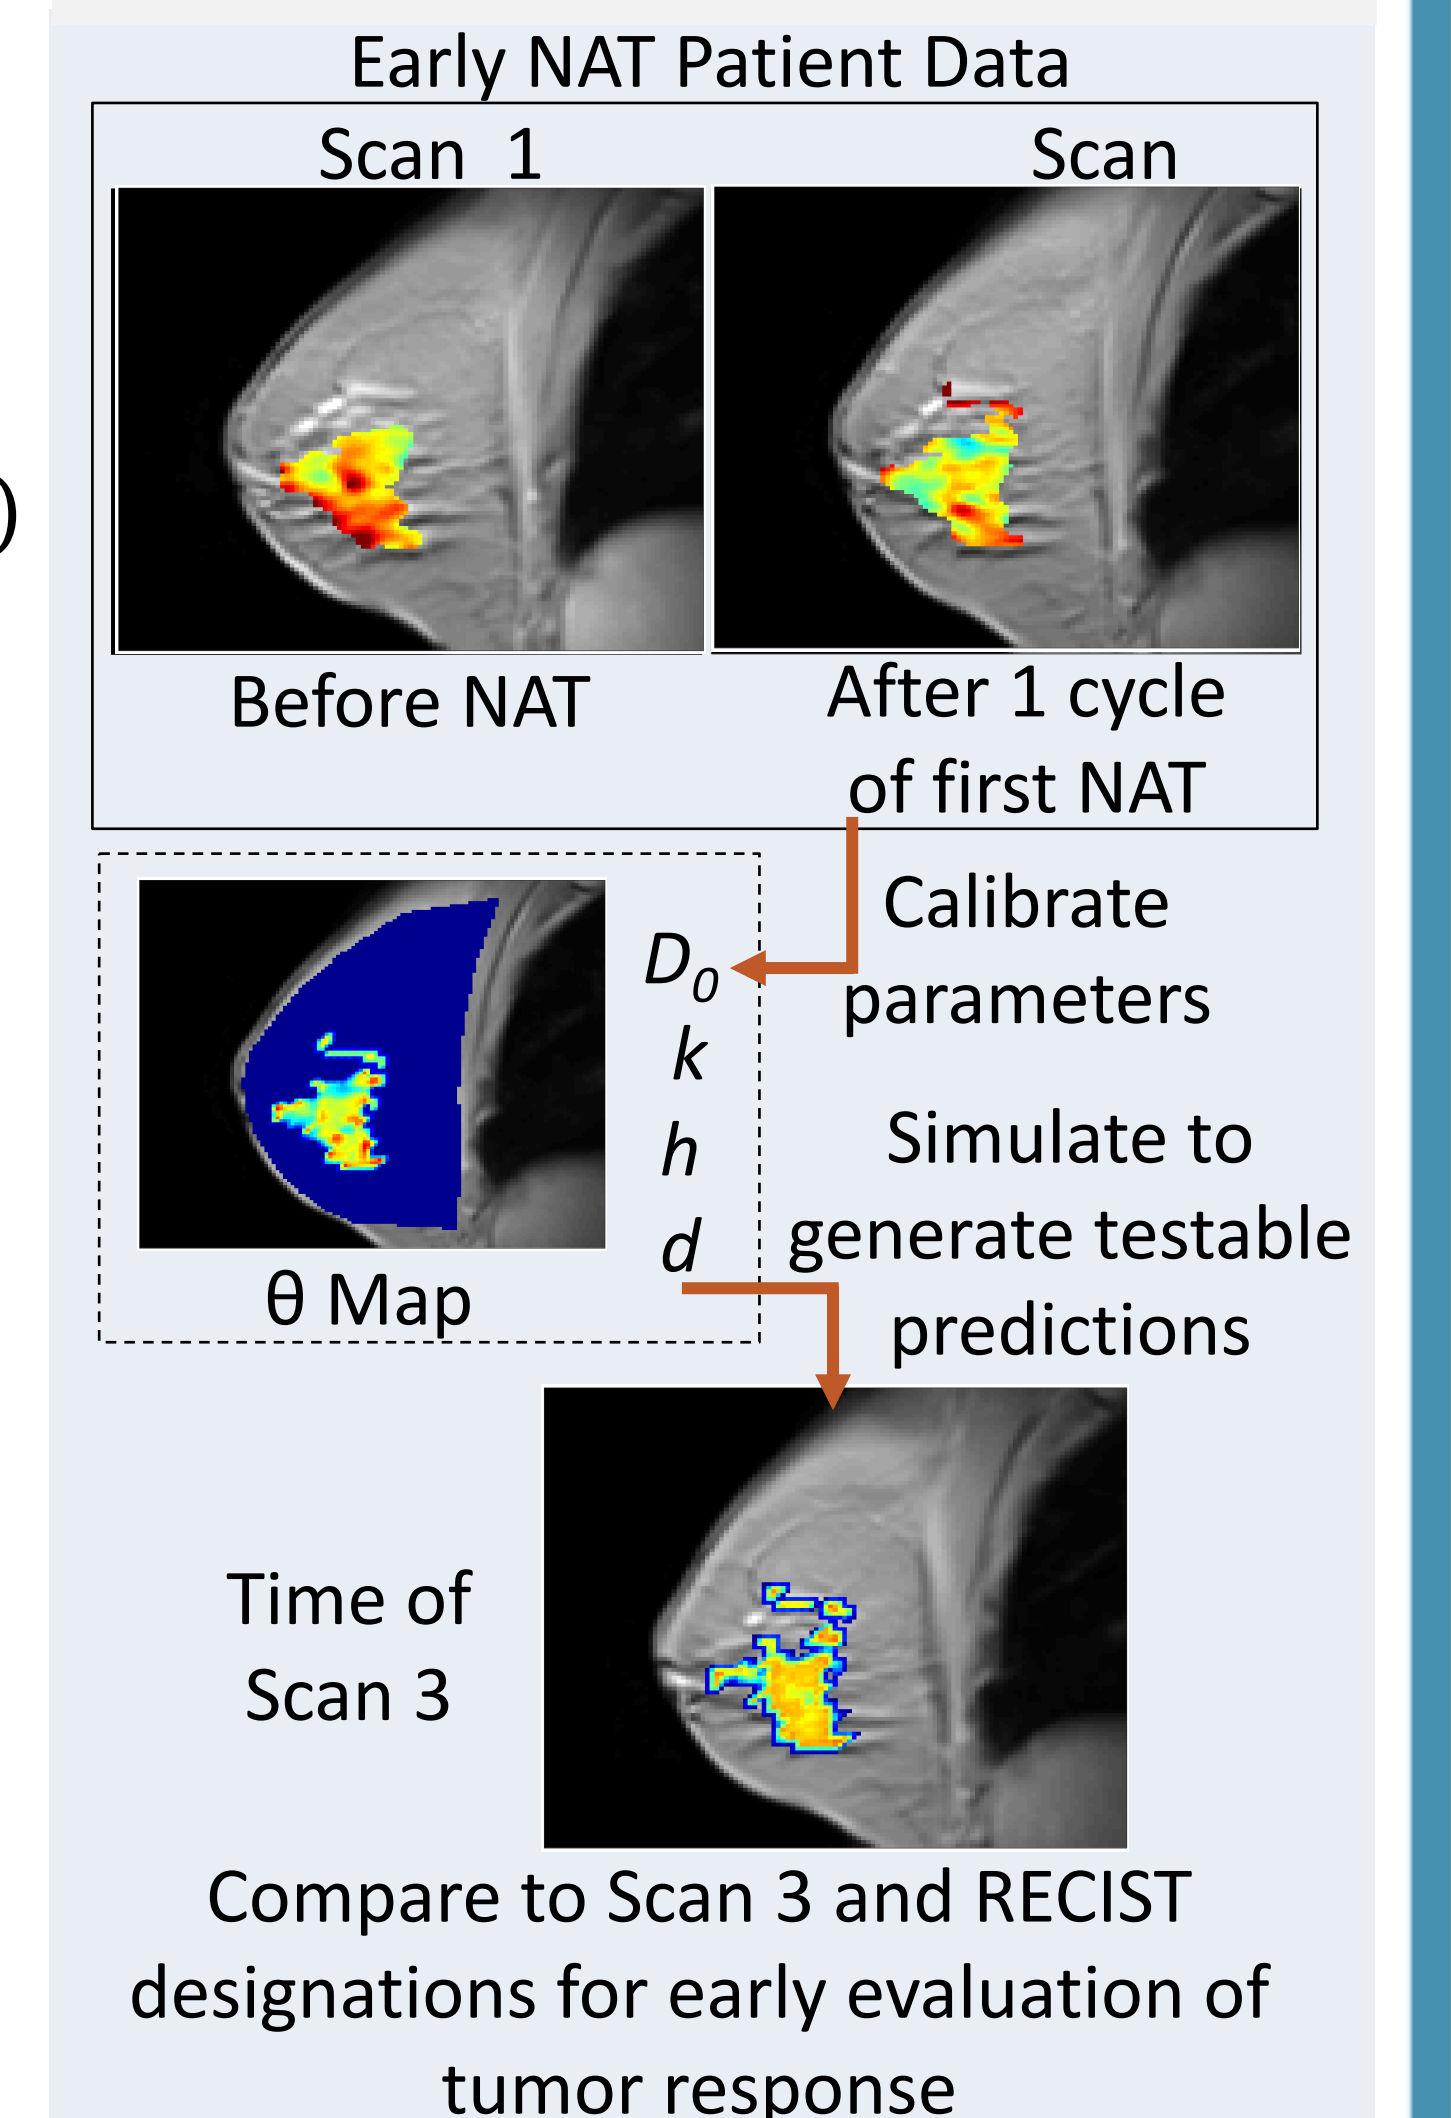 Early NAT Patient Data
Scan 1
Scan
Before NAT
After 1 cycle
of first NAT
)
Calibrate
parameters
D0
k
h
d
θ Map
Simulate to
generate testable
predictions
Time of
Scan 3
Compare to Scan 3 and RECIST
designations for early evaluation of
tumor response